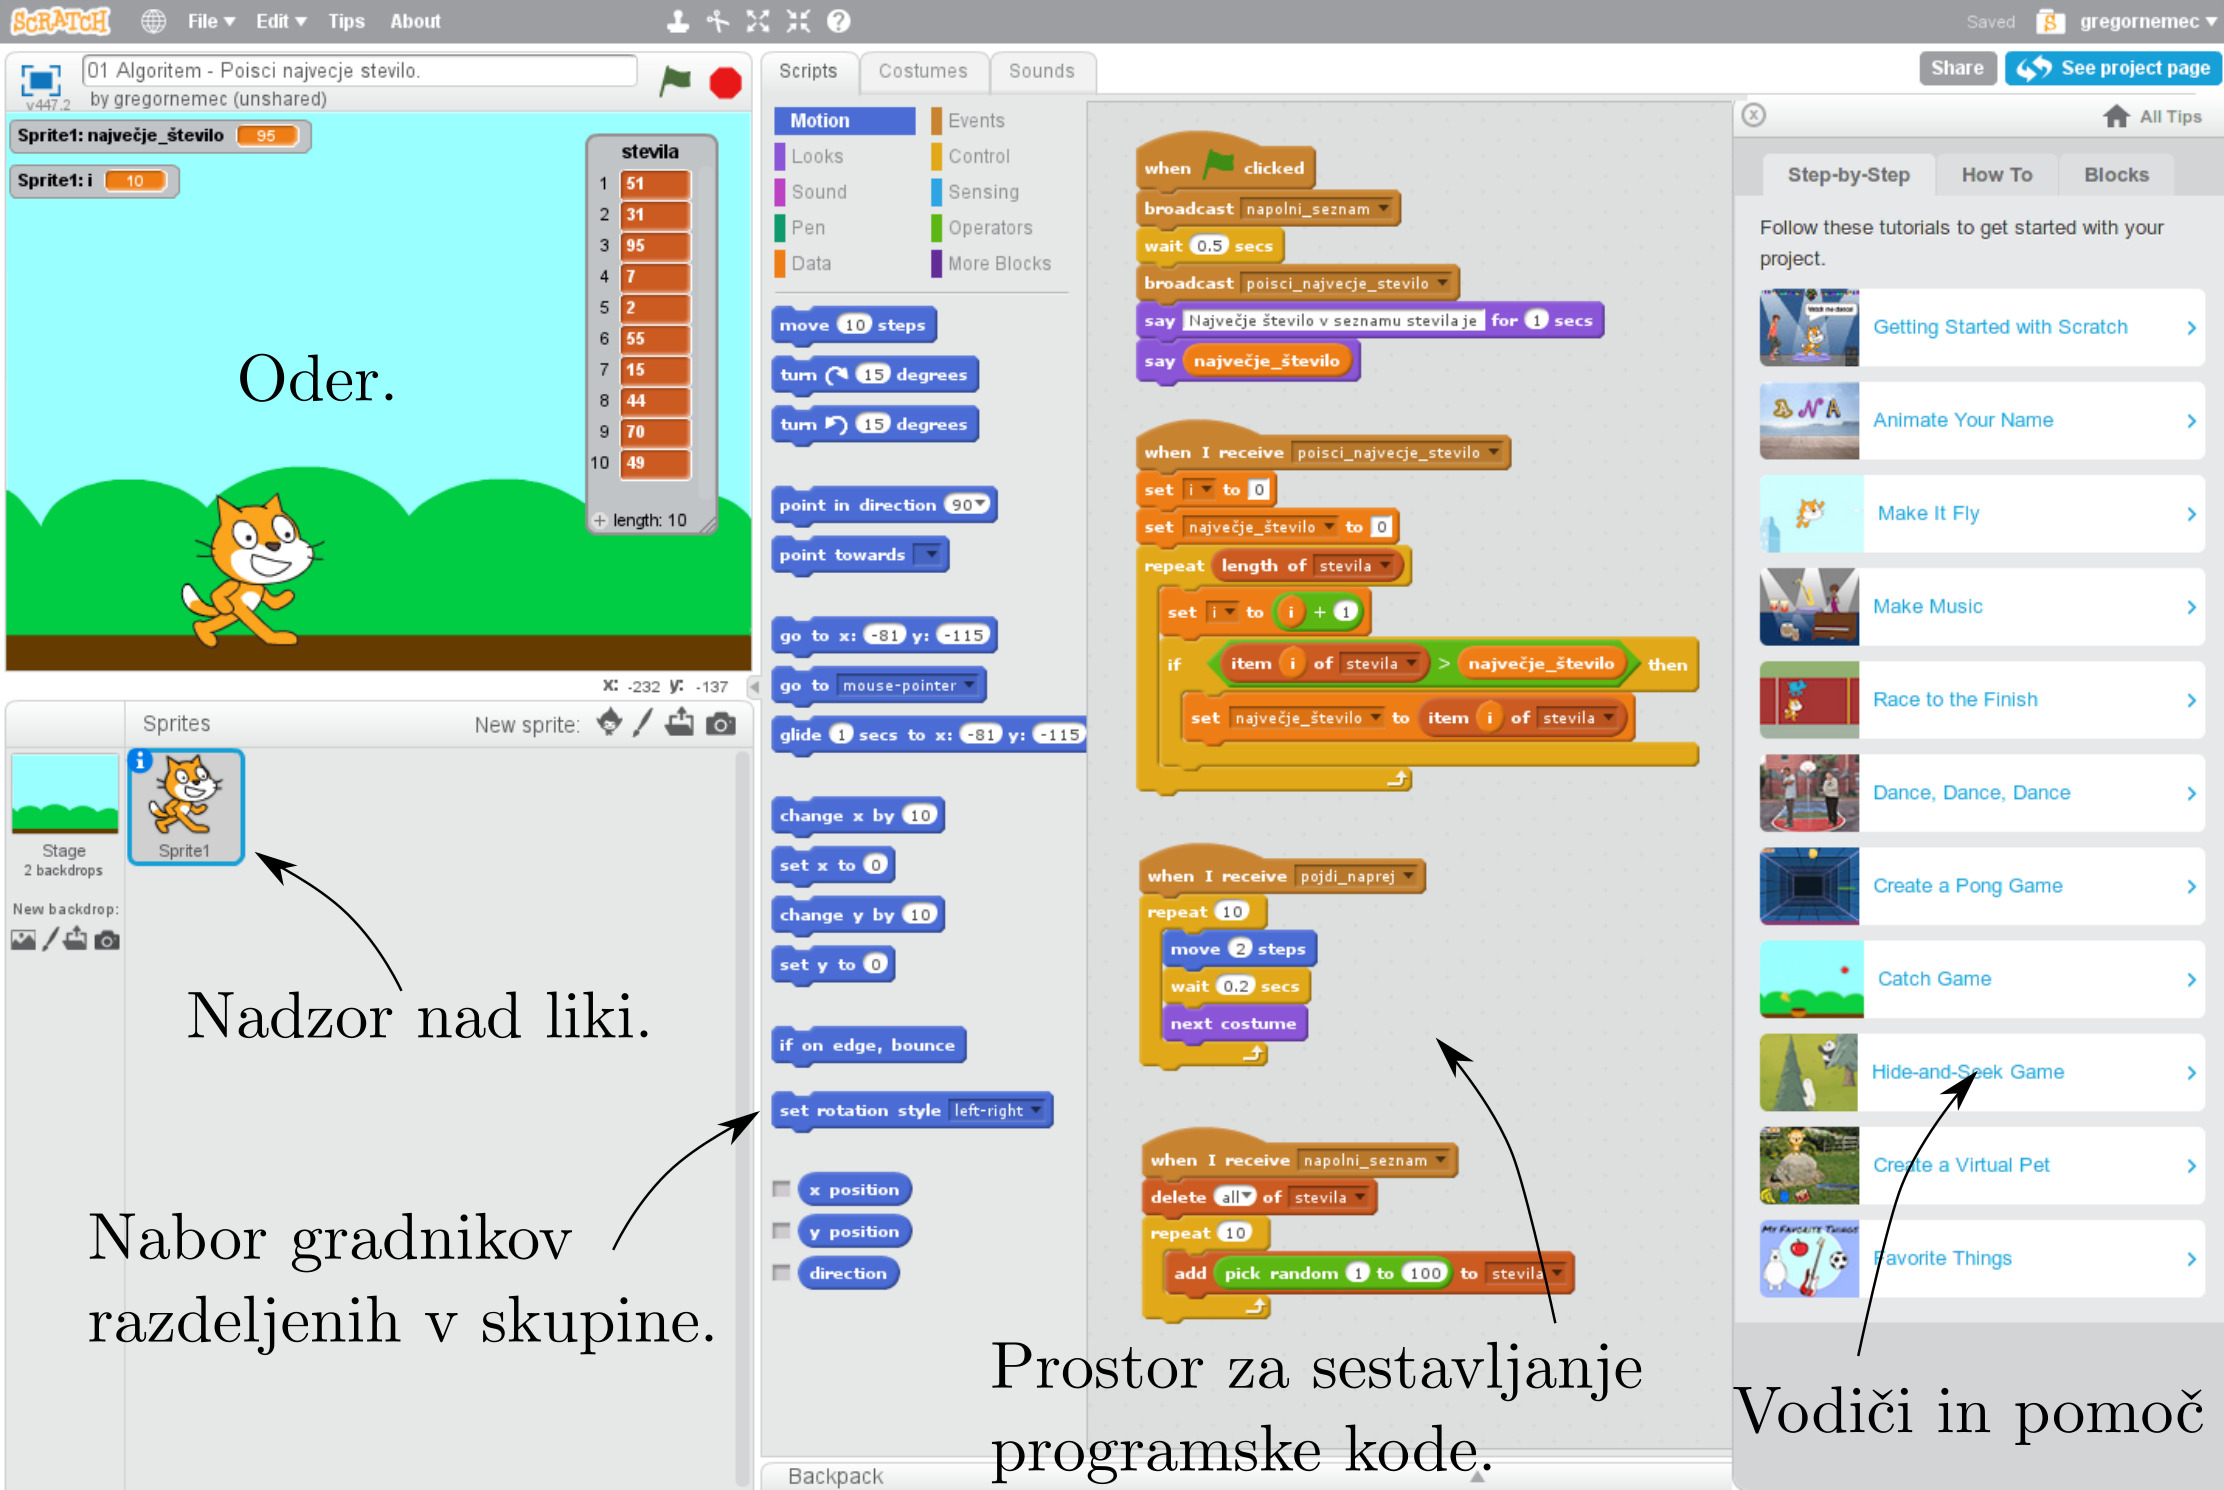 SCRATCH
File
Edit
Tips
About
Saved
gregornemec
01 Algoritem - Poisci najvecje stevilo.
by gregornemec (unshared)
v447.2
Scripts
Costumes
Sounds
Share
See project page
Sprite1: največje_število 95
Sprite1: i 10
stevila
1 51
2 31
3 95
4 7
5 2
6 55
7 15
8 44
9 70
10 49
+ length: 10
Oder.
x: -232 y: -137
Sprites
New sprite:
Stage
2 backdrops
New backdrop:
i
Sprite1
Nadzor nad liki.
Nabor gradnikov
razdeljenih v skupine.
Motion
Looks
Sound
Pen
Data
Events
Control
Sensing
Operators
More Blocks
move 10 steps
turn 15 degrees
turn 15 degrees
point in direction 90
point towards
go to x: -81 y: -115
go to mouse-pointer
glide 1 secs to x: -81 y: -115
change x by 10
set x to 0
change y by 10
set y to 0
if on edge, bounce
set rotation style left-right
x position
y position
direction
Backpack
when clicked
broadcast napolni_seznam
wait 0.5 secs
broadcast poisci_najvecje_stevilo
say Največje število v seznamu stevila je for 1 secs
say največje_število
when I receive poisci_najvecje_stevilo
set i to 0
set največje_število to 0
repeat length of stevila
set i to i + 1
if item i of stevila > največje_število then
set največje_število to item i of stevila
when I receive pojdi_naprej
repeat 10
move 2 steps
wait 0.2 secs
next costume
when I receive napolni_seznam
delete all of stevila
repeat 10
add pick random 1 to 100 to stevila
Prostor za sestavljanje
programske kode.
All Tips
Step-by-Step
How To
Blocks
Follow these tutorials to get started with your
project.
Getting Started with Scratch
Animate Your Name
Make It Fly
Make Music
Race to the Finish
Dance, Dance, Dance
Create a Pong Game
Catch Game
Hide-and-Seek Game
Create a Virtual Pet
MY FAVORITE THINGS
Favorite Things
Vodiči in pomoč